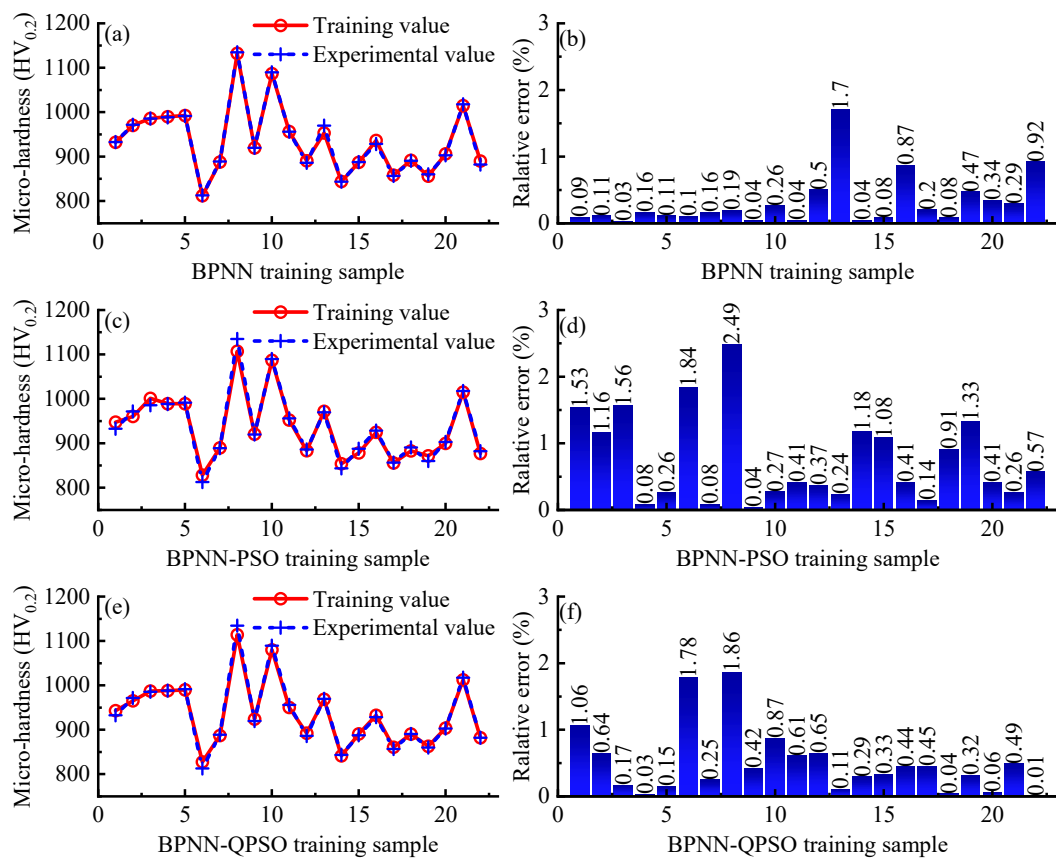 (a)
Training value
Experimental value
Micro-hardness (HV0.2)
1200
1100
1000
900
800
0 5 10 15 20
BPNN training sample
(b)
Ralative error (%)
3
2
1
0
0.09 0.11 0.03 0.16 0.11 0.1 0.16 0.19 0.04 0.26 0.04 0.5 1.7 0.04 0.08 0.87 0.2 0.08 0.47 0.34 0.29 0.92
0 5 10 15 20
BPNN training sample
(c)
Training value
Experimental value
Micro-hardness (HV0.2)
1200
1100
1000
900
800
0 5 10 15 20
BPNN-PSO training sample
(d)
Ralative error (%)
3
2
1
0
1.53 1.16 1.56 0.08 0.26 1.84 0.08 2.49 0.04 0.27 0.41 0.37 0.24 1.18 1.08 0.41 0.14 0.91 1.33 0.41 0.26 0.57
0 5 10 15 20
BPNN-PSO training sample
(e)
Training value
Experimental value
Micro-hardness (HV0.2)
1200
1100
1000
900
800
0 5 10 15 20
BPNN-QPSO training sample
(f)
Ralative error (%)
3
2
1
0
1.06 0.64 0.17 0.03 0.15 1.78 0.25 1.86 0.42 0.87 0.61 0.65 0.11 0.29 0.33 0.44 0.45 0.04 0.32 0.06 0.49 0.01
0 5 10 15 20
BPNN-QPSO training sample